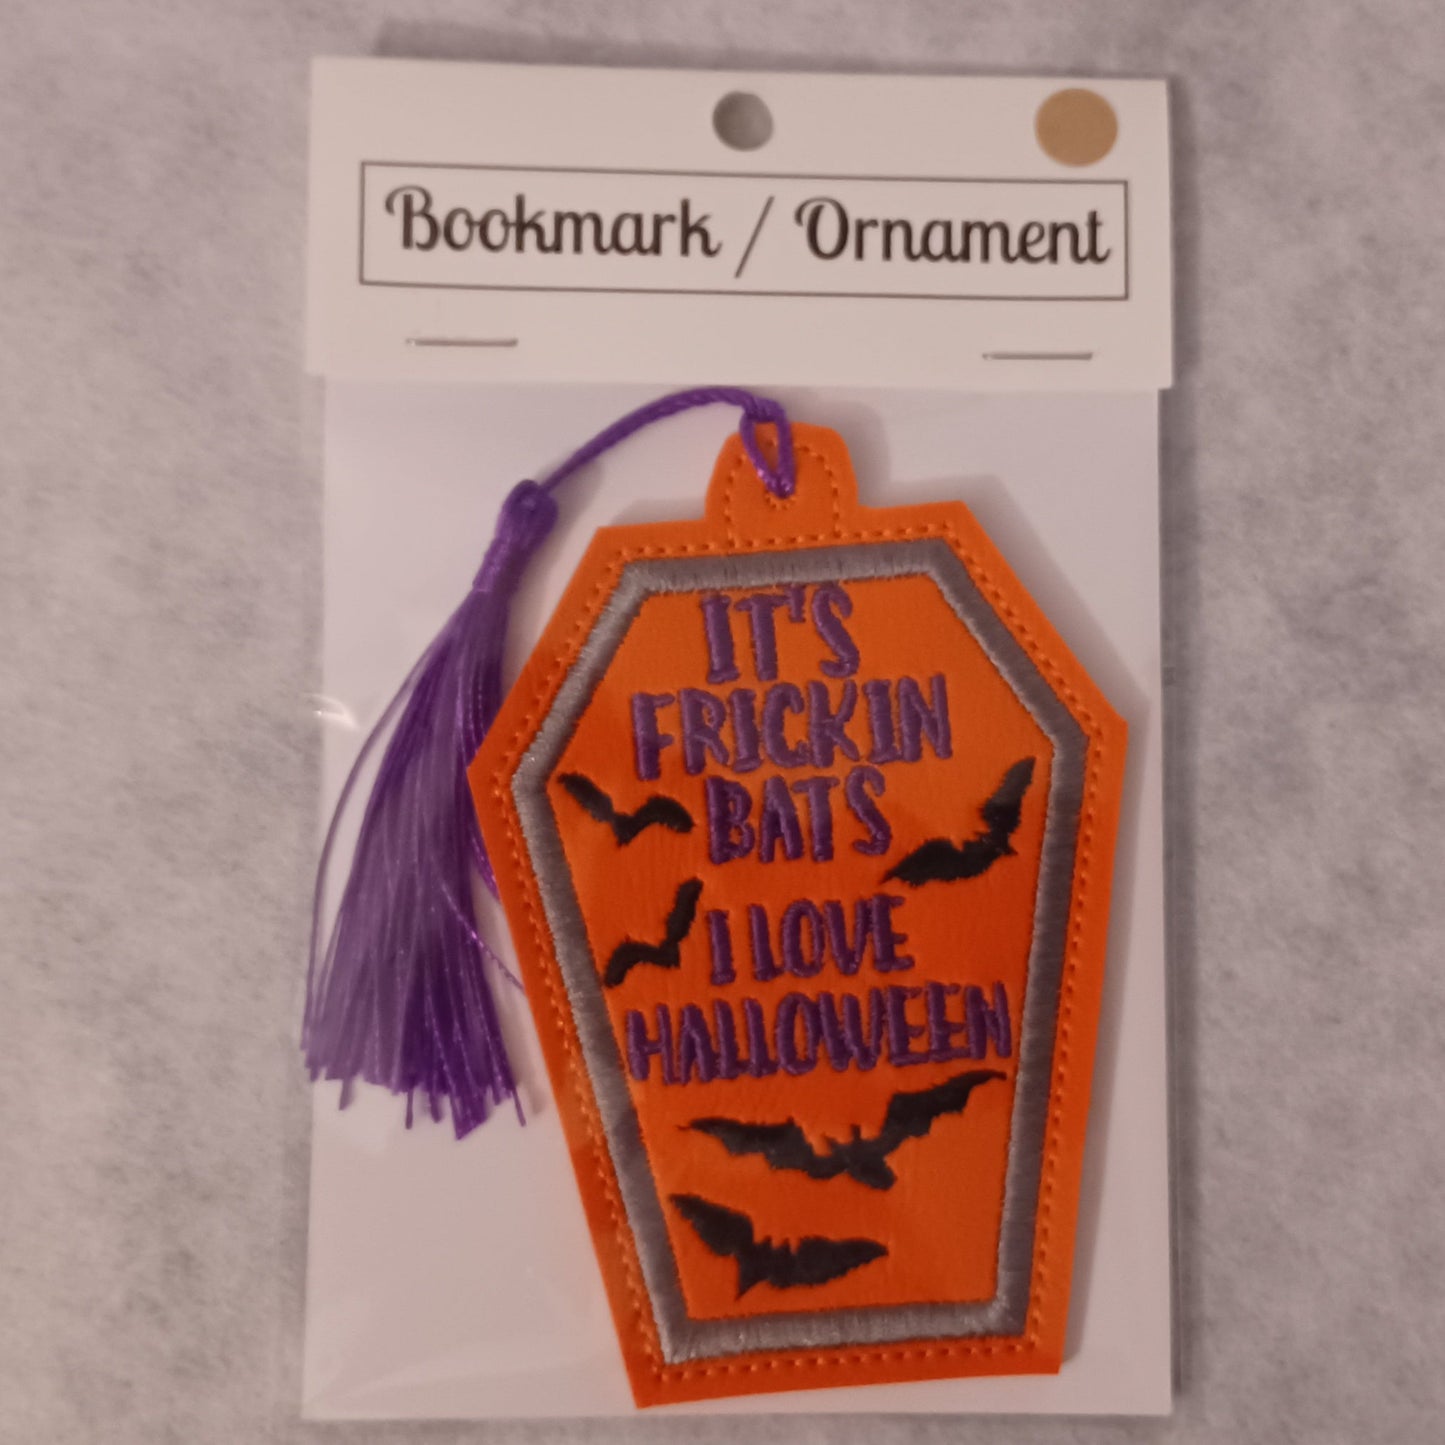 Bookmark / Ornament
IT'S
FRICKIN
BATS
I LOVE
HALLOWEEN